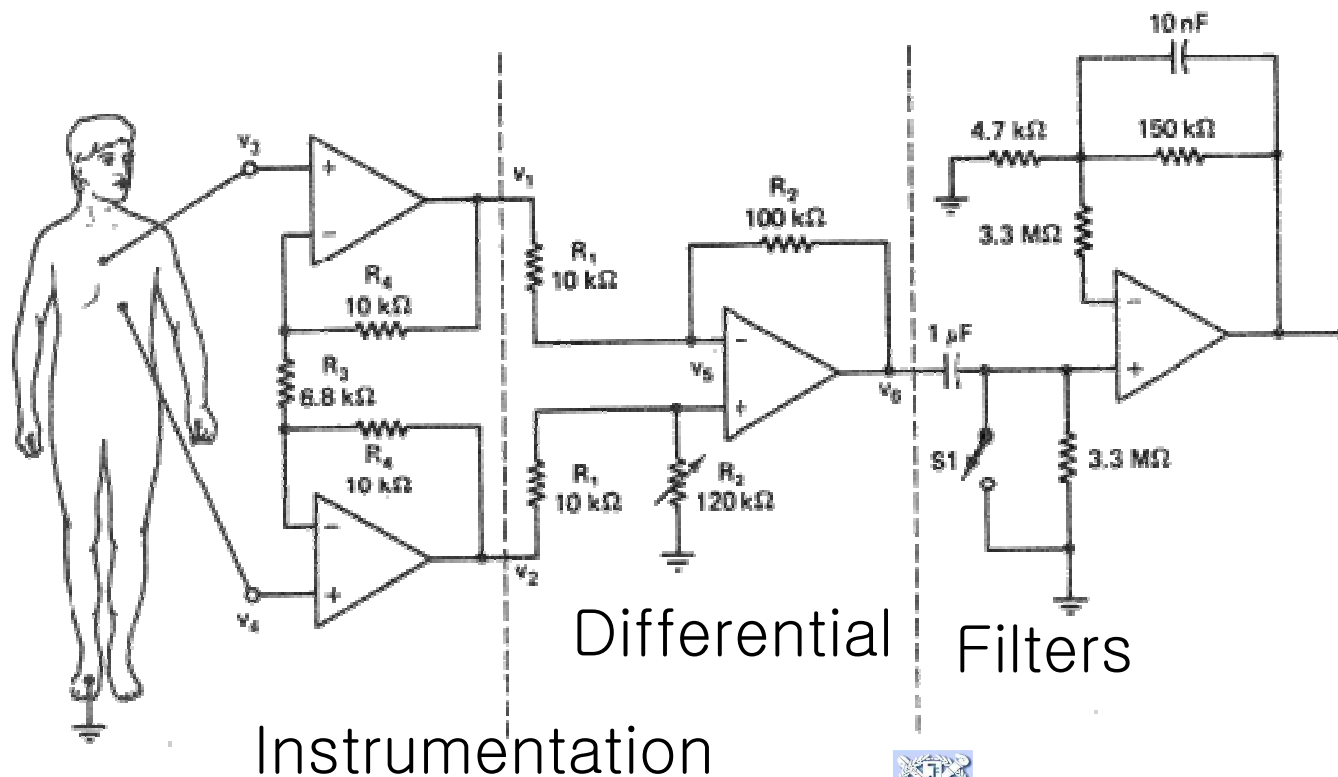 10 nF
4.7 kΩ
150 kΩ
3.3 MΩ
v3
+
−
R4
10 kΩ
R3
6.8 kΩ
R4
10 kΩ
−
+
v4
v1
R1
10 kΩ
R2
100 kΩ
v5
−
+
v6
R1
10 kΩ
R2
120 kΩ
v2
1 μF
−
+
S1
3.3 MΩ
Differential
Filters
Instrumentation